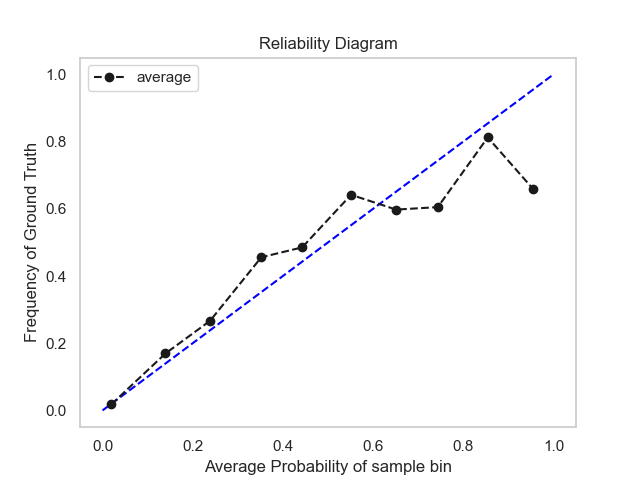 Reliability Diagram
average
1.0
0.8
0.6
0.4
0.2
0.0
Frequency of Ground Truth
0.0 0.2 0.4 0.6 0.8 1.0
Average Probability of sample bin